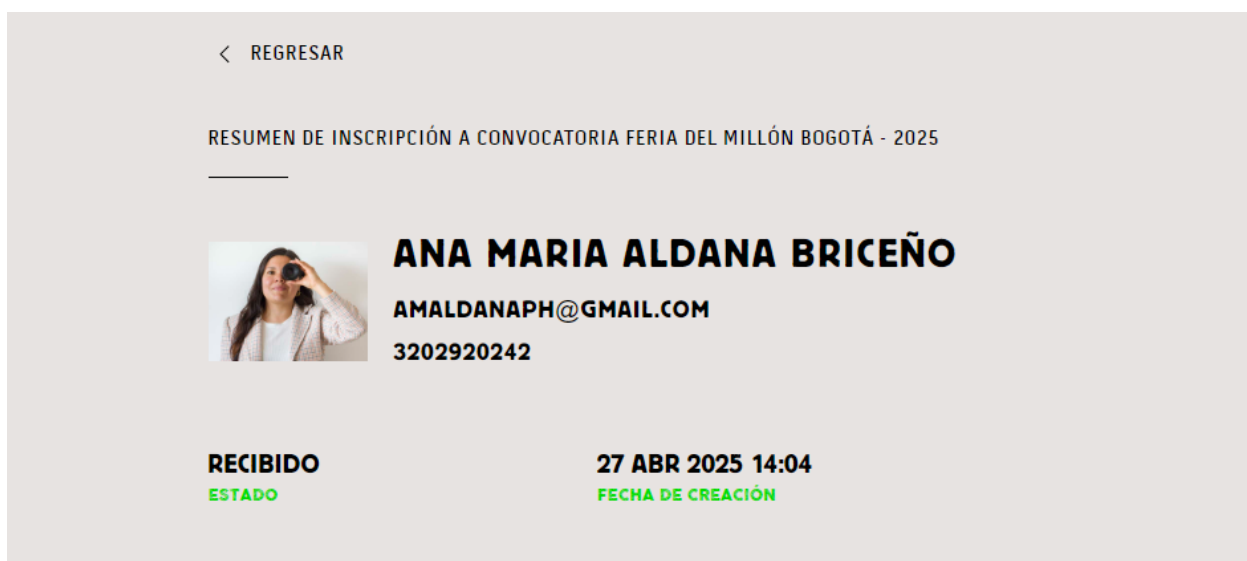 REGRESAR
RESUMEN DE INSCRIPCIÓN A CONVOCATORIA FERIA DEL MILLÓN BOGOTÁ - 2025
ANA MARIA ALDANA BRICEÑO
AMALDANAPH@GMAIL.COM
3202920242
RECIBIDO
ESTADO
27 ABR 2025 14:04
FECHA DE CREACIÓN